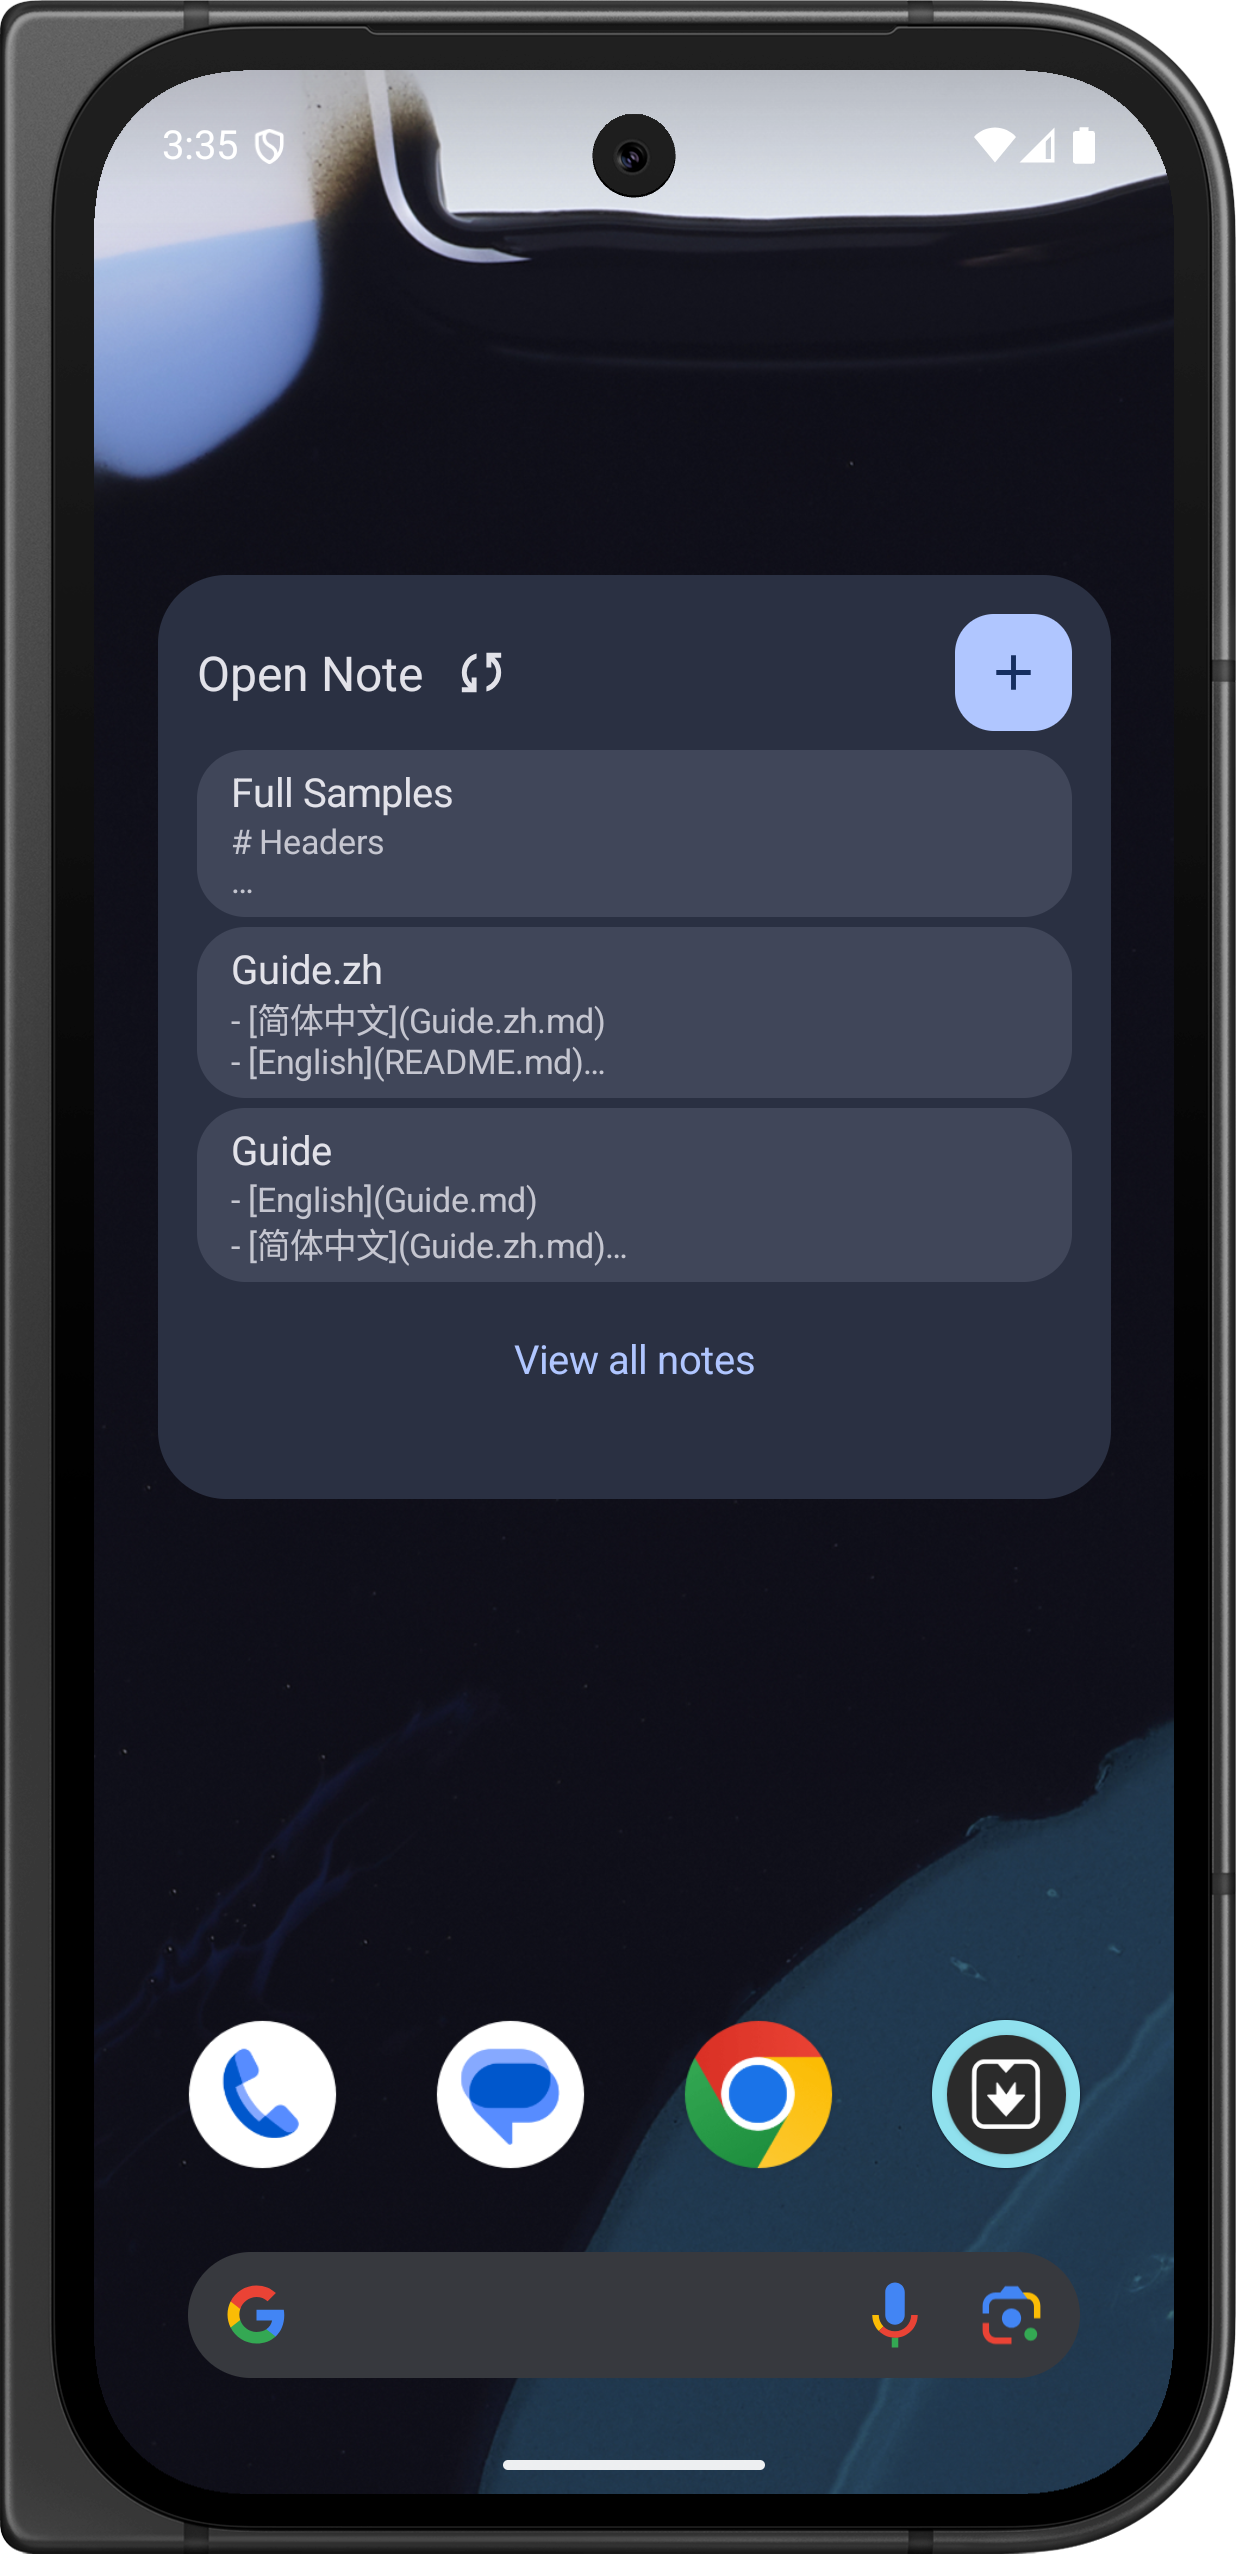 3:35
Open Note
Full Samples
# Headers
...
Guide.zh
- [简体中文](Guide.zh.md)
- [English](README.md)...
Guide
- [English](Guide.md)
- [简体中文](Guide.zh.md)...
View all notes